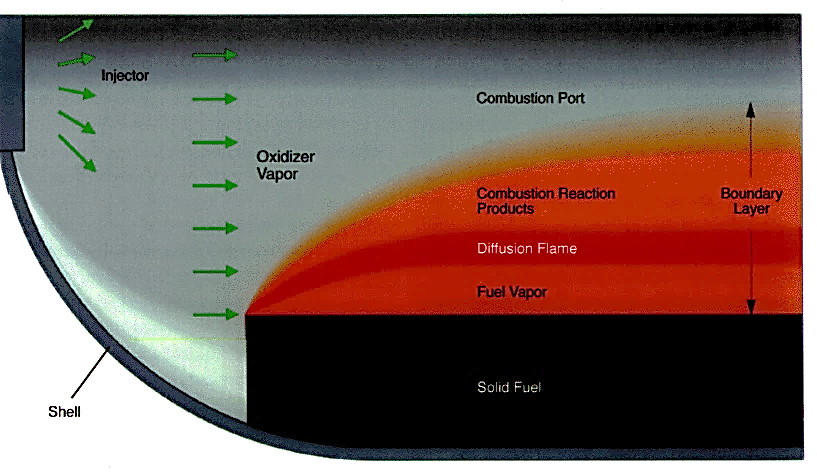 Injector
Combustion Port
Oxidizer
Vapor
Combustion Reaction
Products
Boundary
Layer
Diffusion Flame
Fuel Vapor
Solid Fuel
Shell